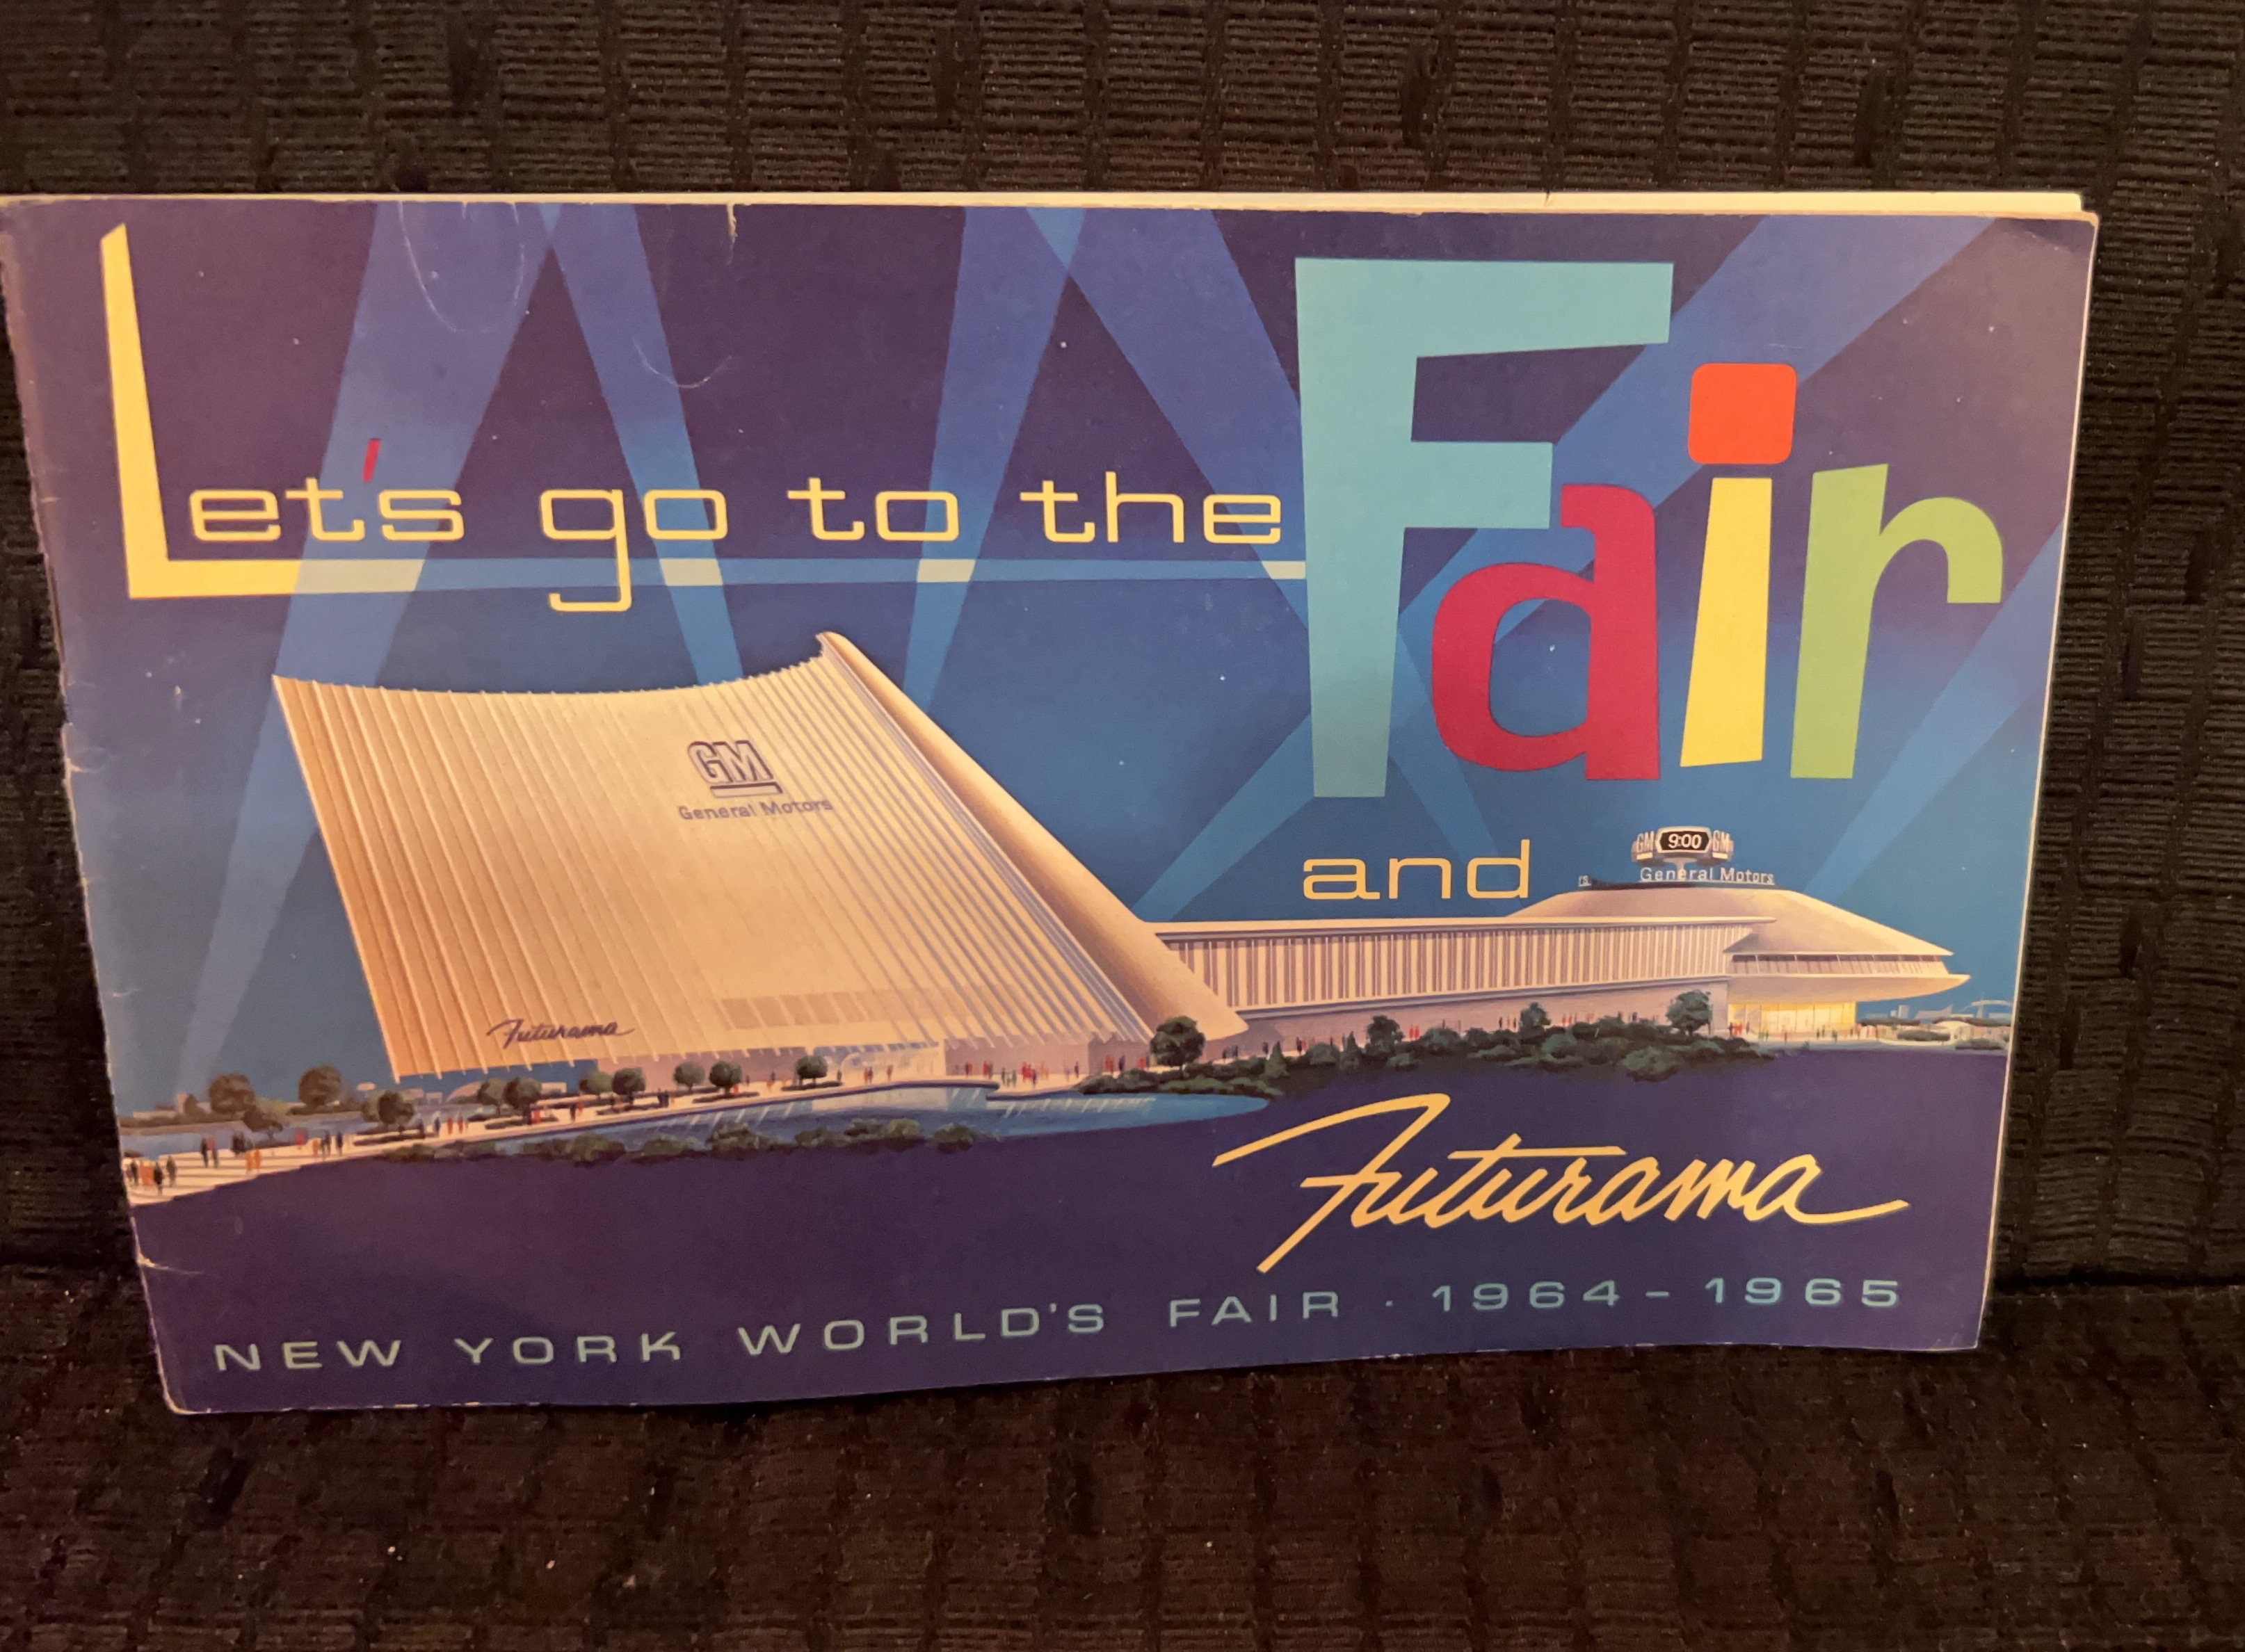 Let's go to the Fair
GM
General Motors
and
GM 9:00 GM
rs
General Motors
Futurama
Futurama
NEW YORK WORLD'S FAIR · 1964-1965